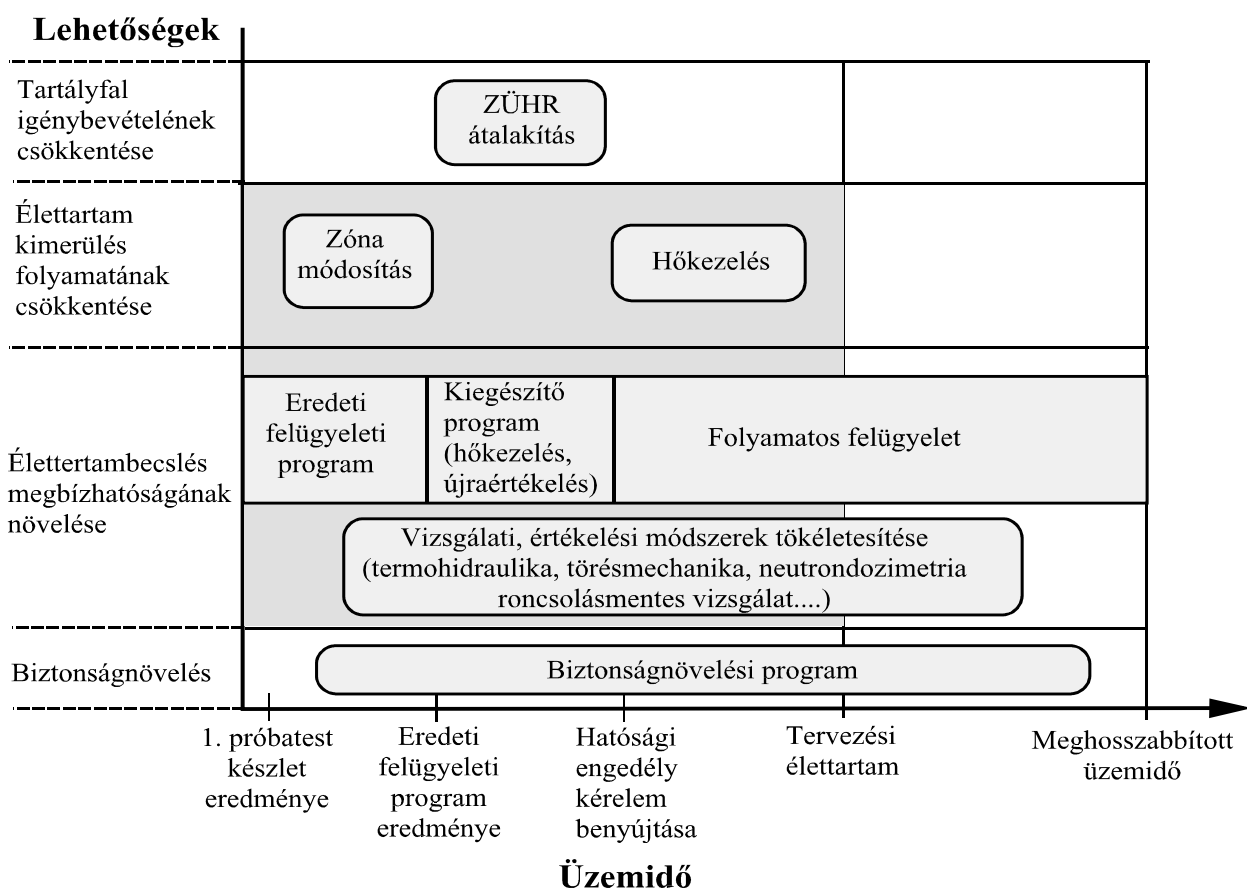 Lehetőségek
Tartályfal
igénybevételének
csökkentése
ZÜHR
átalakítás
Élettartam
kimerülés
folyamatának
csökkentése
Zóna
módosítás
Hőkezelés
Élettertambecslés
megbízhatóságának
növelése
Eredeti
felügyeleti
program
Kiegészítő
program
(hőkezelés,
újraértékelés)
Folyamatos felügyelet
Vizsgálati, értékelési módszerek tökéletesítése
(termohidraulika, törésmechanika, neutrondozimetria
roncsolásmentes vizsgálat....)
Biztonságnövelés
Biztonságnövelési program
1. próbatest
készlet
eredménye
Eredeti
felügyeleti
program
eredménye
Hatósági
engedély
kérelem
benyújtása
Tervezési
élettartam
Meghosszabbított
üzemidő
Üzemidő